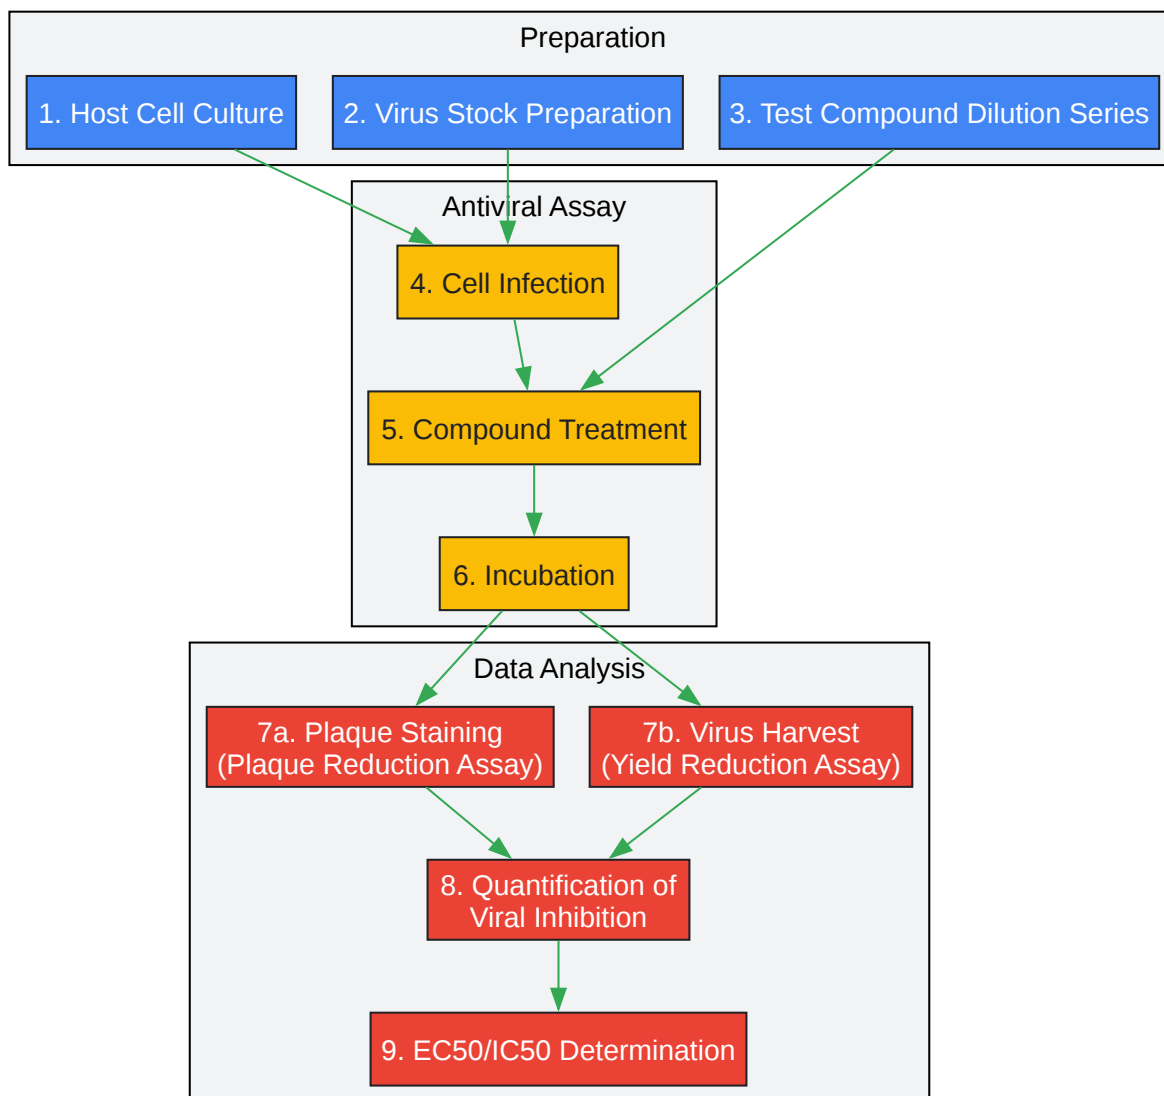 Preparation
1. Host Cell Culture
2. Virus Stock Preparation
3. Test Compound Dilution Series
Antiviral Assay
4. Cell Infection
5. Compound Treatment
6. Incubation
Data Analysis
7a. Plaque Staining
(Plaque Reduction Assay)
7b. Virus Harvest
(Yield Reduction Assay)
8. Quantification of
Viral Inhibition
9. EC50/IC50 Determination